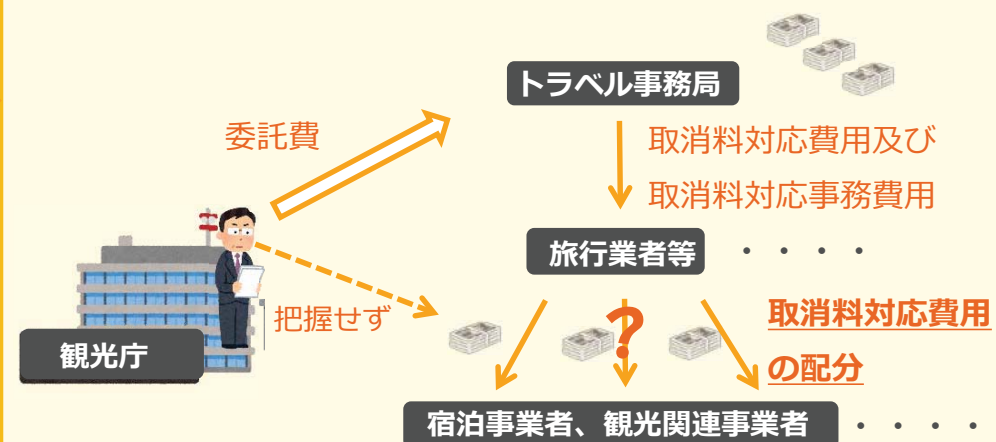 トラベル事務局
委託費
取消料対応費用及び
取消料対応事務費用
旅行業者等 ・・・・
把握せず
?
取消料対応費用
の配分
観光庁
宿泊事業者、観光関連事業者 ・・・・